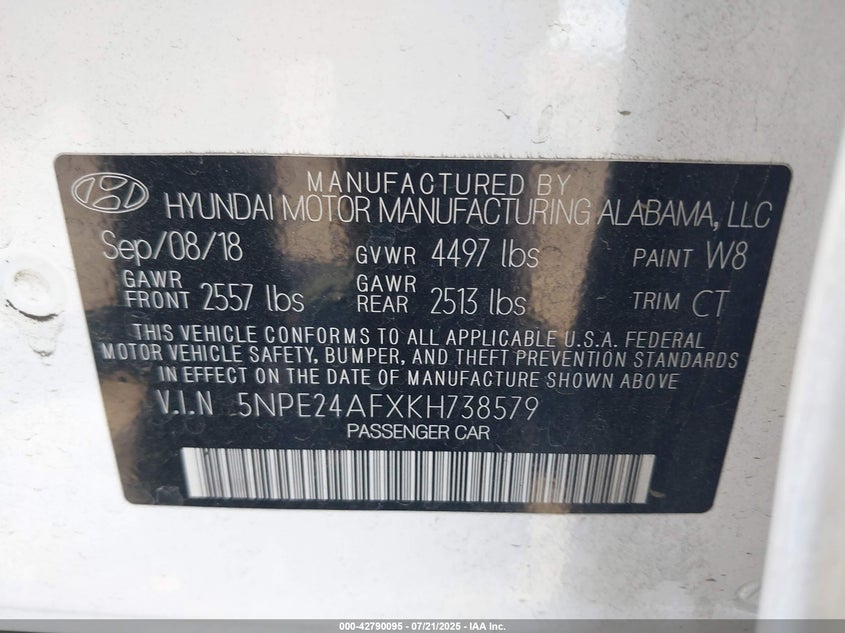 MANUFACTURED BY
HYUNDAI MOTOR MANUFACTURING ALABAMA, LLC
Sep/08/18 GVWR 4497 lbs PAINT W8
GAWR FRONT 2557 lbs GAWR REAR 2513 lbs TRIM CT
THIS VEHICLE CONFORMS TO ALL APPLICABLE U.S.A. FEDERAL
MOTOR VEHICLE SAFETY, BUMPER, AND THEFT PREVENTION STANDARDS
IN EFFECT ON THE DATE OF MANUFACTURE SHOWN ABOVE
V.I.N 5NPE24AFXKH738579
PASSENGER CAR
000-42790095 - 07/21/2025 - IAA Inc.